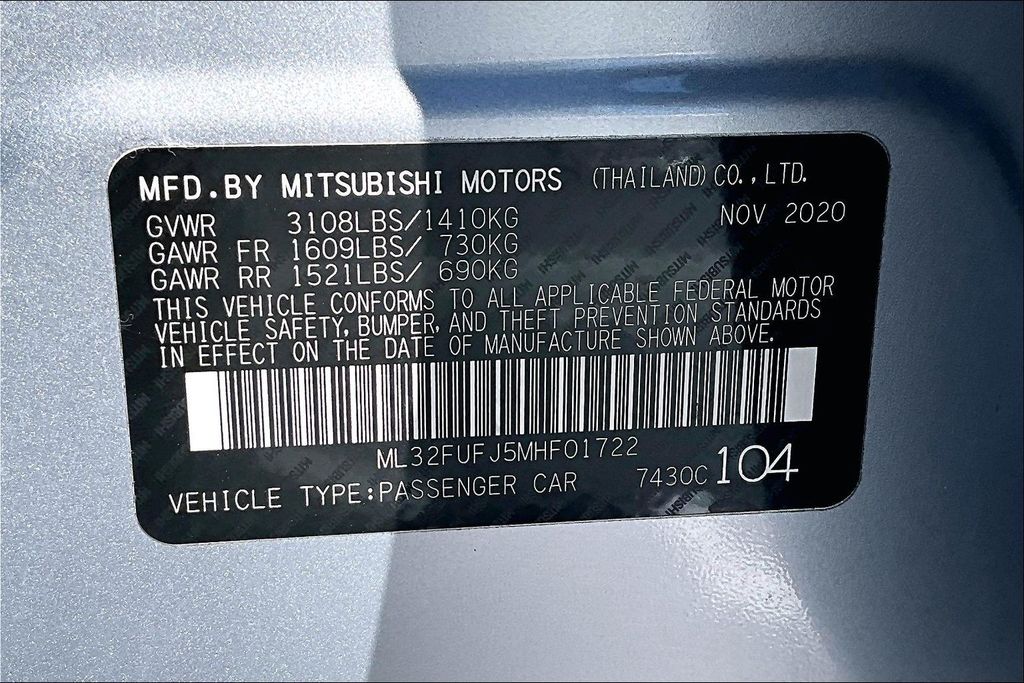 MFD.BY MITSUBISHI MOTORS (THAILAND) CO., LTD.
GVWR 3108LBS/1410KG NOV 2020
GAWR FR 1609LBS/ 730KG
GAWR RR 1521LBS/ 690KG
THIS VEHICLE CONFORMS TO ALL APPLICABLE FEDERAL MOTOR
VEHICLE SAFETY, BUMPER, AND THEFT PREVENTION STANDARDS
IN EFFECT ON THE DATE OF MANUFACTURE SHOWN ABOVE.
ML32FUFJ5MHF01722
VEHICLE TYPE:PASSENGER CAR 7430C 104